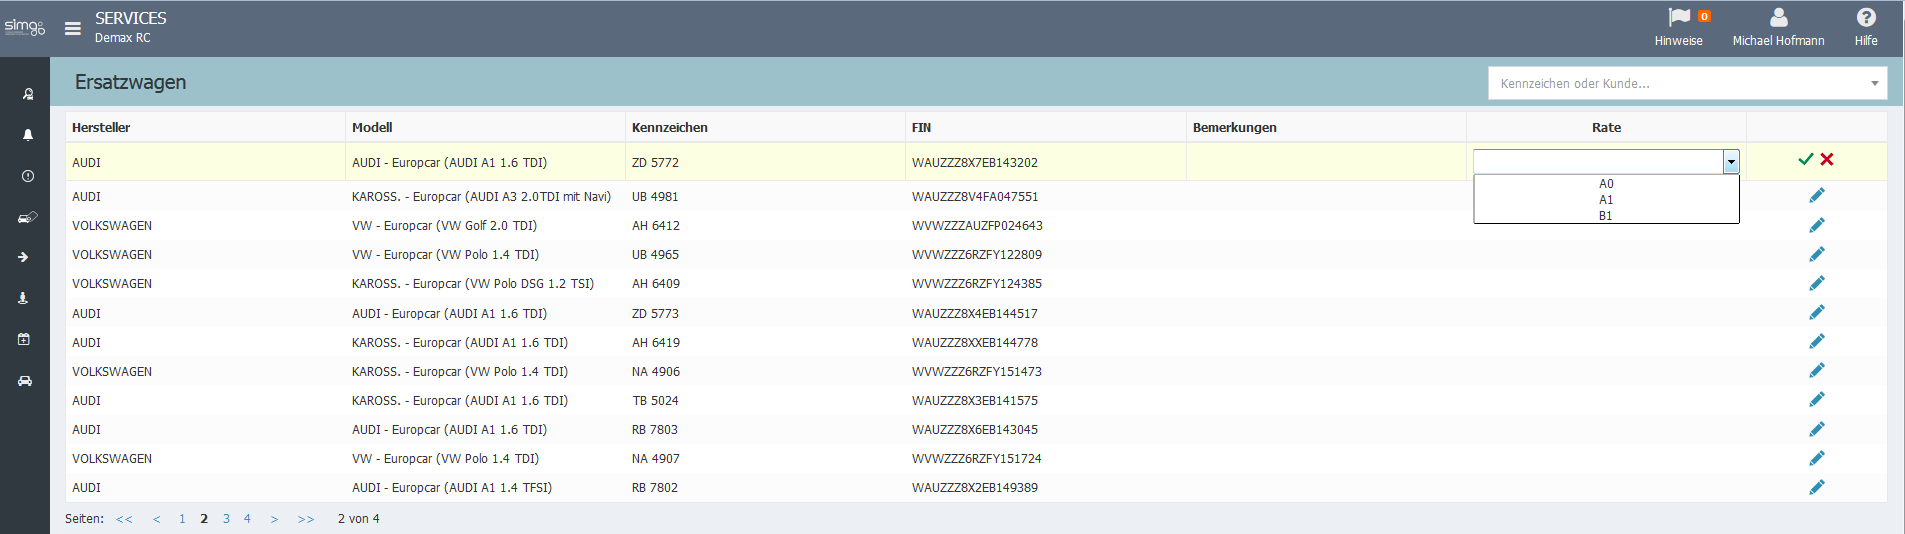 simgo
SERVICES
Demax RC
0
Hinweise
Michael Hofmann
Hilfe
Ersatzwagen
Kennzeichen oder Kunde...
Hersteller Modell Kennzeichen FIN Bemerkungen Rate
AUDI AUDI - Europcar (AUDI A1 1.6 TDI) ZD 5772 WAUZZZ8X7EB143202
A0
A1
B1
AUDI KAROSS. - Europcar (AUDI A3 2.0TDI mit Navi) UB 4981 WAUZZZ8V4FA047551
VOLKSWAGEN VW - Europcar (VW Golf 2.0 TDI) AH 6412 WVWZZZAUZFP024643
VOLKSWAGEN VW - Europcar (VW Polo 1.4 TDI) UB 4965 WVWZZZ6RZFY122809
VOLKSWAGEN KAROSS. - Europcar (VW Polo DSG 1.2 TSI) AH 6409 WVWZZZ6RZFY124385
AUDI AUDI - Europcar (AUDI A1 1.6 TDI) ZD 5773 WAUZZZ8X4EB144517
AUDI KAROSS. - Europcar (AUDI A1 1.6 TDI) AH 6419 WAUZZZ8XXEB144778
VOLKSWAGEN KAROSS. - Europcar (VW Polo 1.4 TDI) NA 4906 WVWZZZ6RZFY151473
AUDI KAROSS. - Europcar (AUDI A1 1.6 TDI) TB 5024 WAUZZZ8X3EB141575
AUDI AUDI - Europcar (AUDI A1 1.6 TDI) RB 7803 WAUZZZ8X6EB143045
VOLKSWAGEN VW - Europcar (VW Polo 1.4 TDI) NA 4907 WVWZZZ6RZFY151724
AUDI AUDI - Europcar (AUDI A1 1.4 TFSI) RB 7802 WAUZZZ8X2EB149389
Seiten: << < 1 2 3 4 > >> 2 von 4